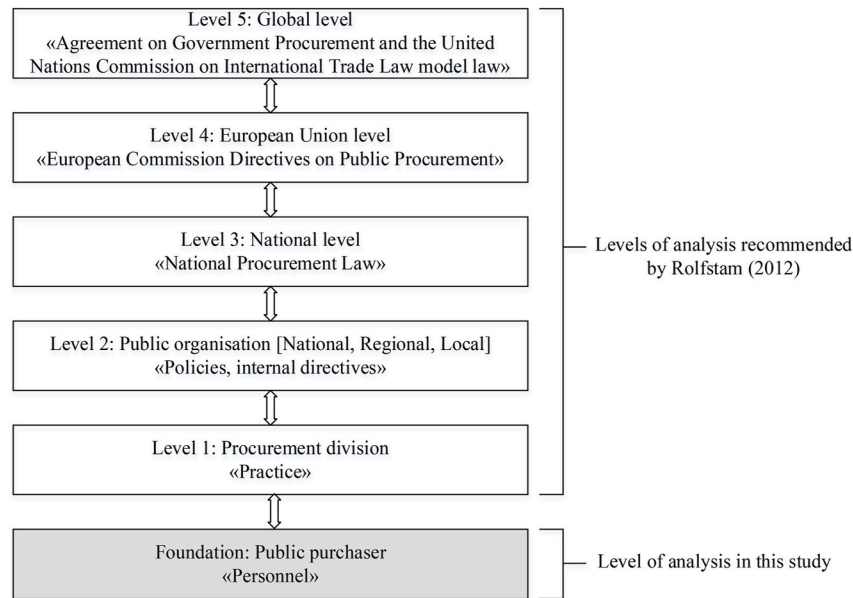 Level 5: Global level
«Agreement on Government Procurement and the United
Nations Commission on International Trade Law model law»
Level 4: European Union level
«European Commission Directives on Public Procurement»
Level 3: National level
«National Procurement Law»
Level 2: Public organisation [National, Regional, Local]
«Policies, internal directives»
Level 1: Procurement division
«Practice»
Levels of analysis recommended
by Rolfstam (2012)
Foundation: Public purchaser
«Personnel»
Level of analysis in this study